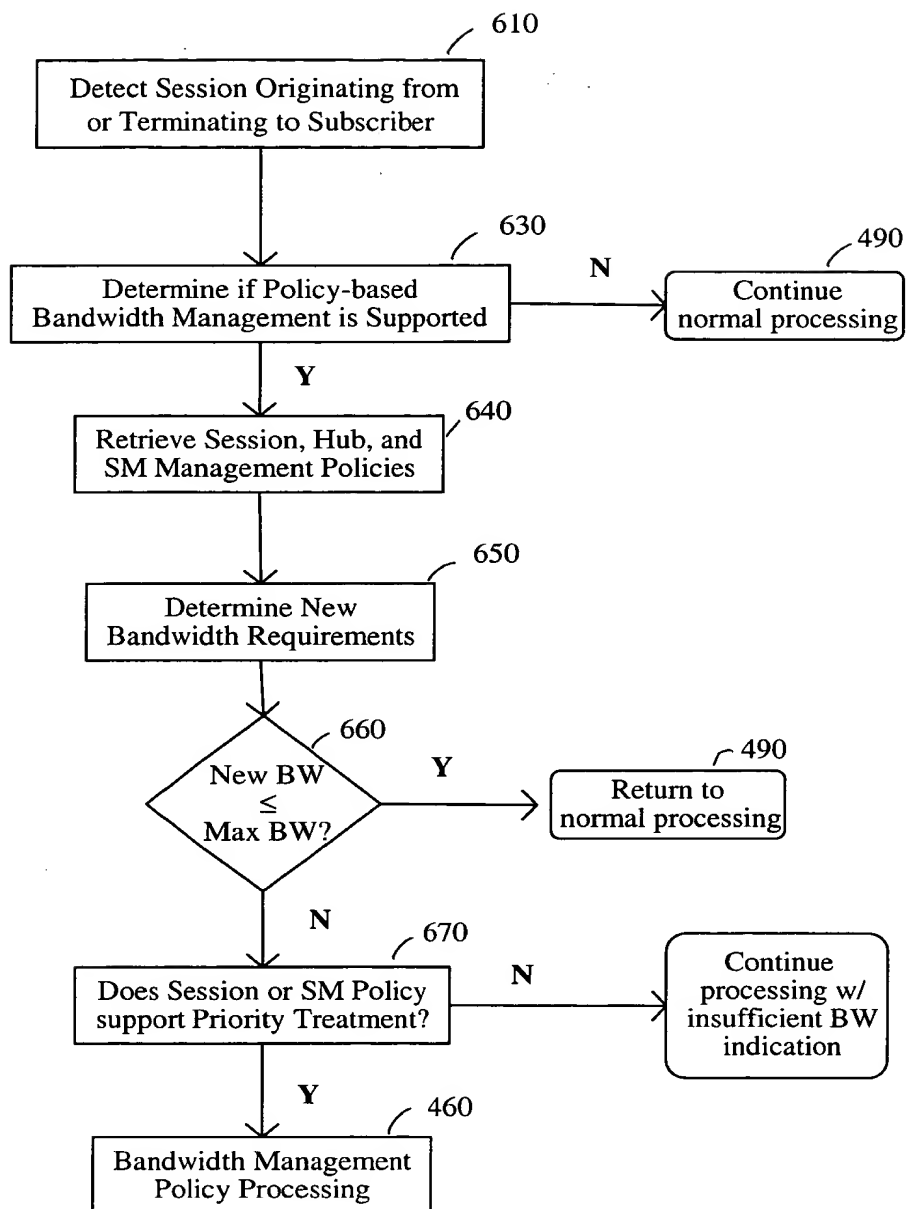 610
Detect Session Originating from
or Terminating to Subscriber
630
Determine if Policy-based
Bandwidth Management is Supported
N
490
Continue
normal processing
Y
640
Retrieve Session, Hub, and
SM Management Policies
650
Determine New
Bandwidth Requirements
660
New BW
≤
Max BW?
Y
490
Return to
normal processing
N
670
Does Session or SM Policy
support Priority Treatment?
N
Continue
processing w/
insufficient BW
indication
Y
460
Bandwidth Management
Policy Processing